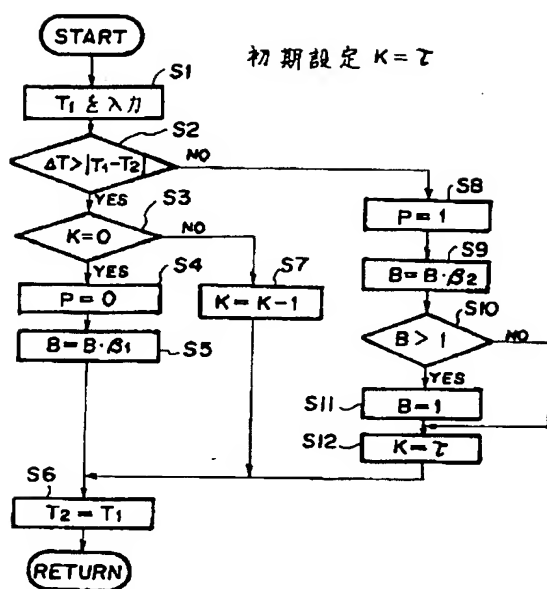 START
初期設定 K=τ
S1
T₁を入力
S2
ΔT>|T₁-T₂|
NO
YES
S3
K=0
NO
YES
S4
P=0
B=B・β₁
S5
S7
K=K-1
S8
P=1
S9
B=B・β₂
S10
B>1
NO
YES
S11
B=1
S12
K=τ
S6
T₂=T₁
RETURN